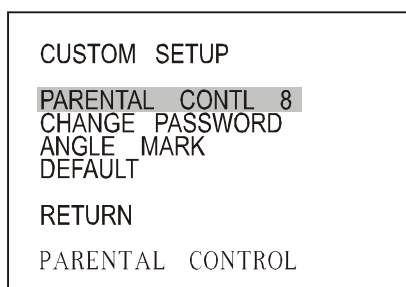 CUSTOM SETUP
PARENTAL CONTL 8
CHANGE PASSWORD
ANGLE MARK
DEFAULT
RETURN
PARENTAL CONTROL